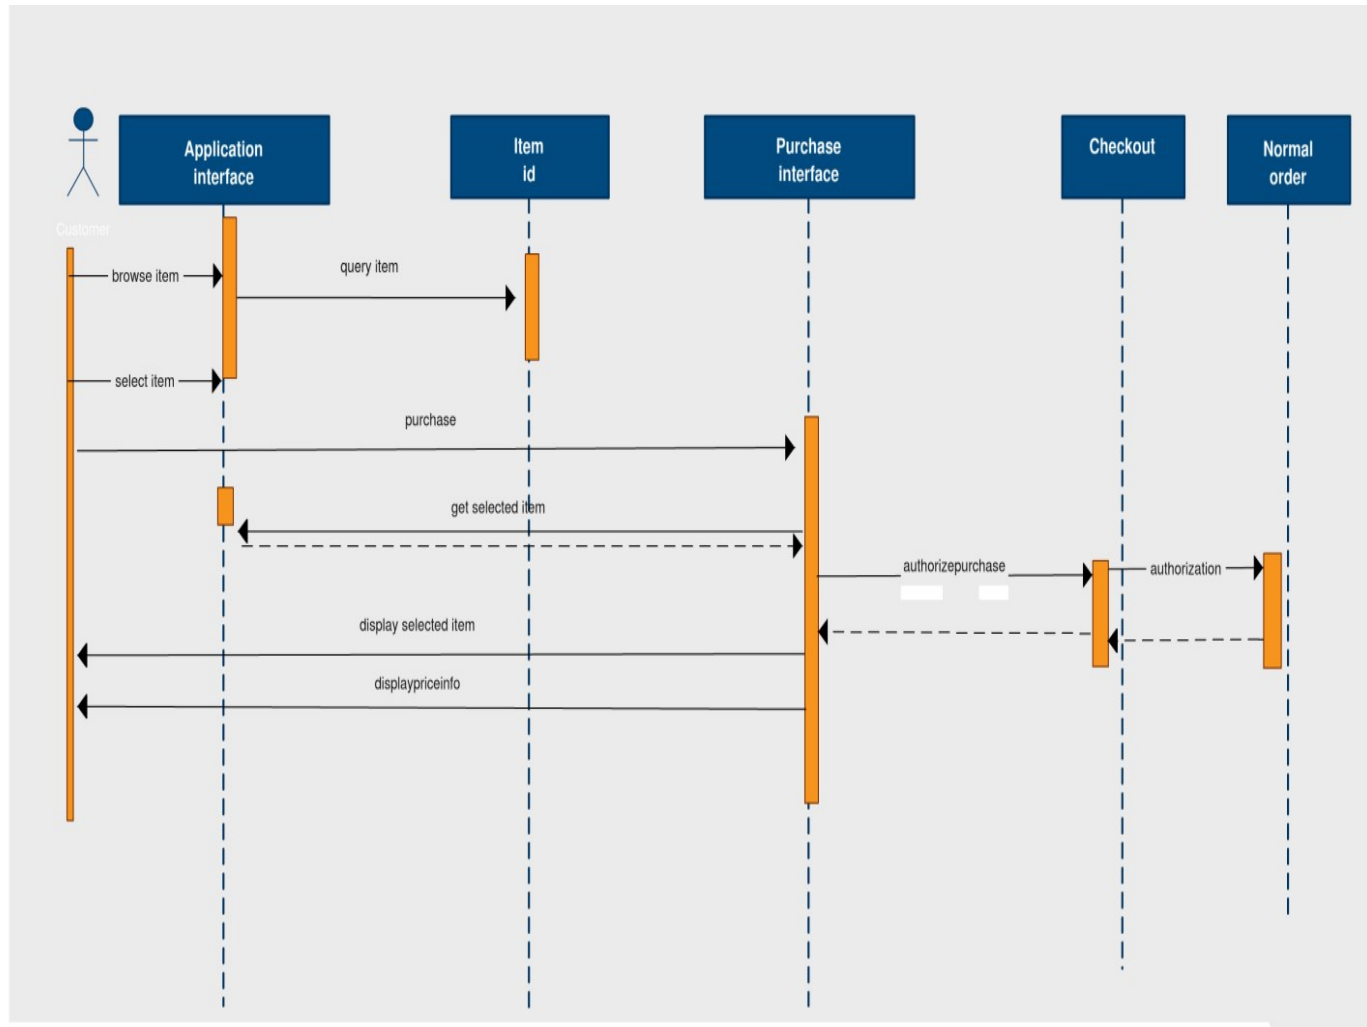 Application
interface
Item
id
Purchase
interface
Checkout
Normal
order
Customer
browse item
query item
select item
purchase
get selected item
authorizepurchase
authorization
display selected item
displaypriceinfo